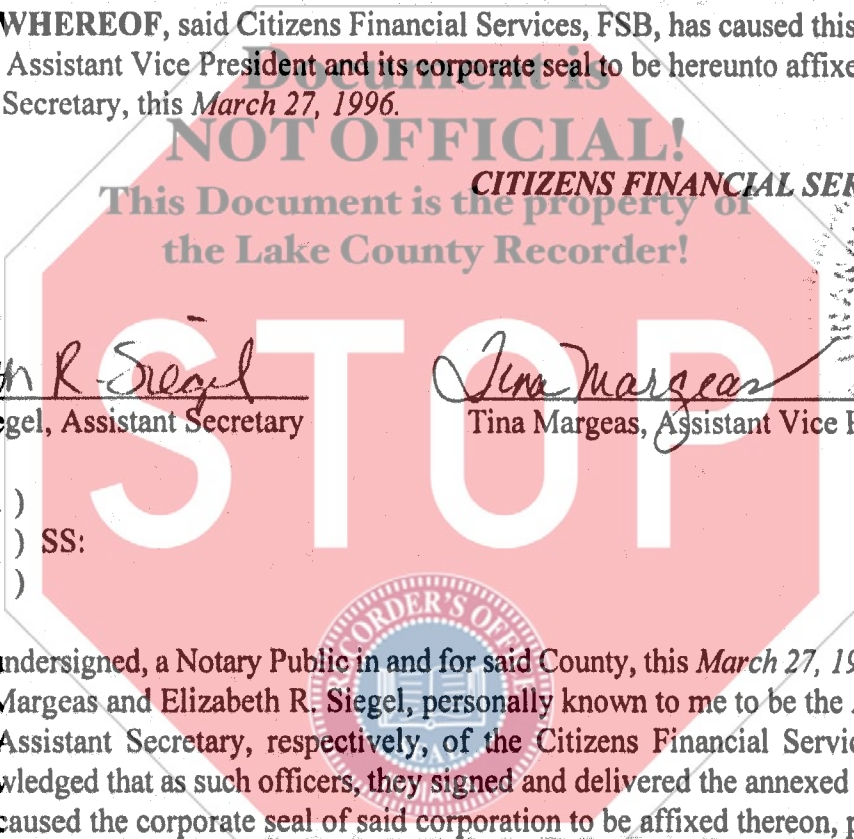 WHEREOF, said Citizens Financial Services, FSB, has caused this
Assistant Vice President and its corporate seal to be hereunto affixe
Secretary, this March 27, 1996.
Document is
NOT OFFICIAL!
This Document is the property of
the Lake County Recorder!
CITIZENS FINANCIAL SER
STOP
h R. Siegel
Tina Margeas
egel, Assistant Secretary
Tina Margeas, Assistant Vice P
)
) SS:
)
RECORDER'S OFFICE
undersigned, a Notary Public in and for said County, this March 27, 19
Margeas and Elizabeth R. Siegel, personally known to me to be the
Assistant Secretary, respectively, of the Citizens Financial Servic
wledged that as such officers, they signed and delivered the annexed
caused the corporate seal of said corporation to be affixed thereon, p